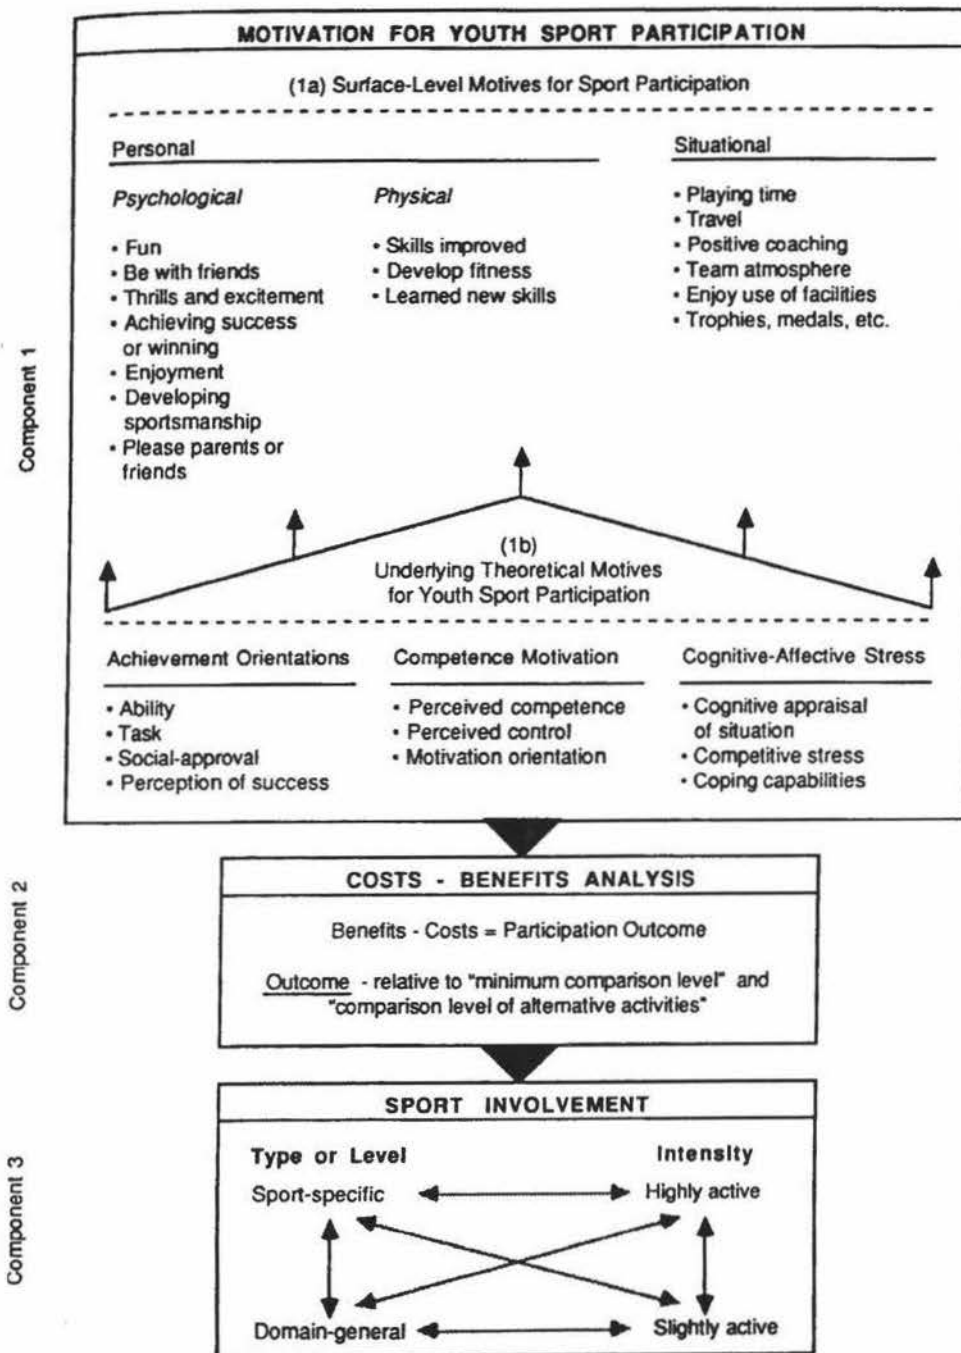 MOTIVATION FOR YOUTH SPORT PARTICIPATION
(1a) Surface-Level Motives for Sport Participation
Personal
Psychological
• Fun
• Be with friends
• Thrills and excitement
• Achieving success
or winning
• Enjoyment
• Developing
sportsmanship
• Please parents or
friends
Physical
• Skills improved
• Develop fitness
• Learned new skills
Situational
• Playing time
• Travel
• Positive coaching
• Team atmosphere
• Enjoy use of facilities
• Trophies, medals, etc.
Component 1
(1b)
Underlying Theoretical Motives
for Youth Sport Participation
Achievement Orientations
• Ability
• Task
• Social-approval
• Perception of success
Competence Motivation
• Perceived competence
• Perceived control
• Motivation orientation
Cognitive-Affective Stress
• Cognitive appraisal
of situation
• Competitive stress
• Coping capabilities
Component 2
COSTS - BENEFITS ANALYSIS
Benefits - Costs = Participation Outcome
Outcome - relative to "minimum comparison level" and
"comparison level of alternative activities"
Component 3
SPORT INVOLVEMENT
Type or Level
Intensity
Sport-specific
Highly active
Domain-general
Slightly active